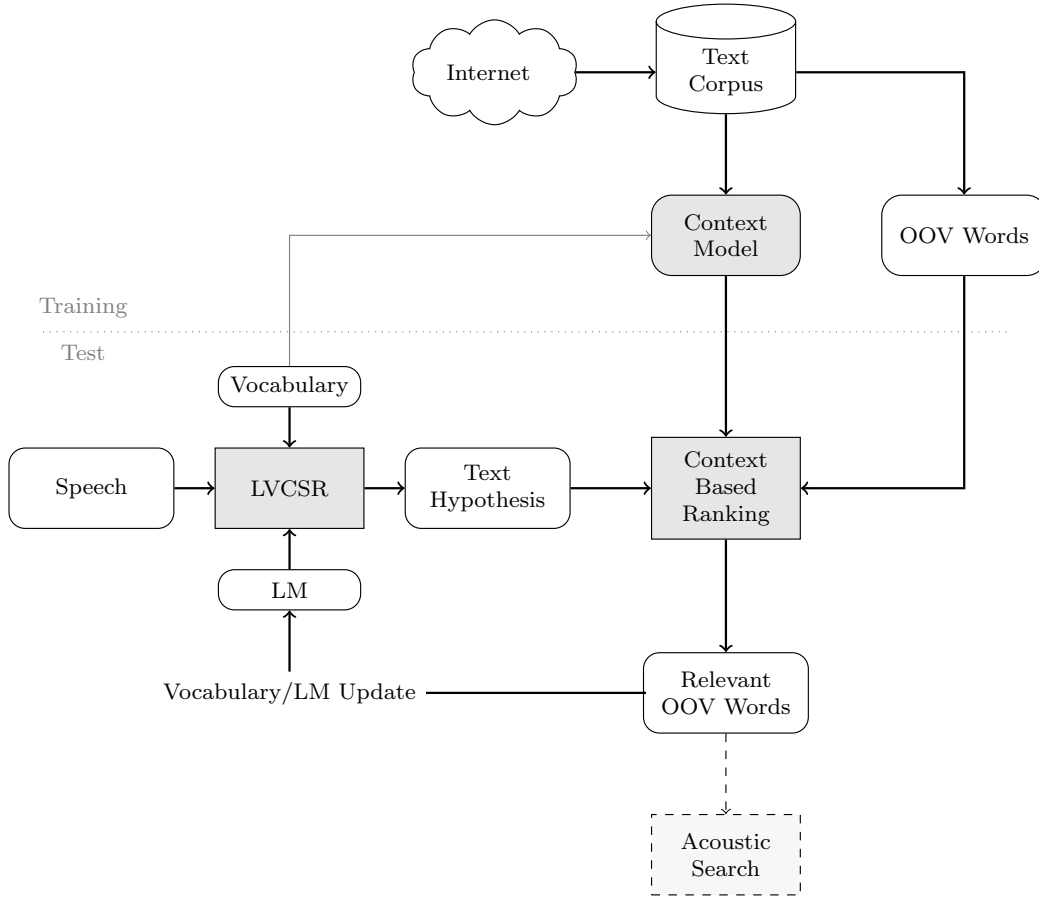 Internet
Text
Corpus
Context
Model
OOV Words
Training
Test
Vocabulary
Speech
LVCSR
Text
Hypothesis
Context
Based
Ranking
LM
Vocabulary/LM Update
Relevant
OOV Words
Acoustic
Search